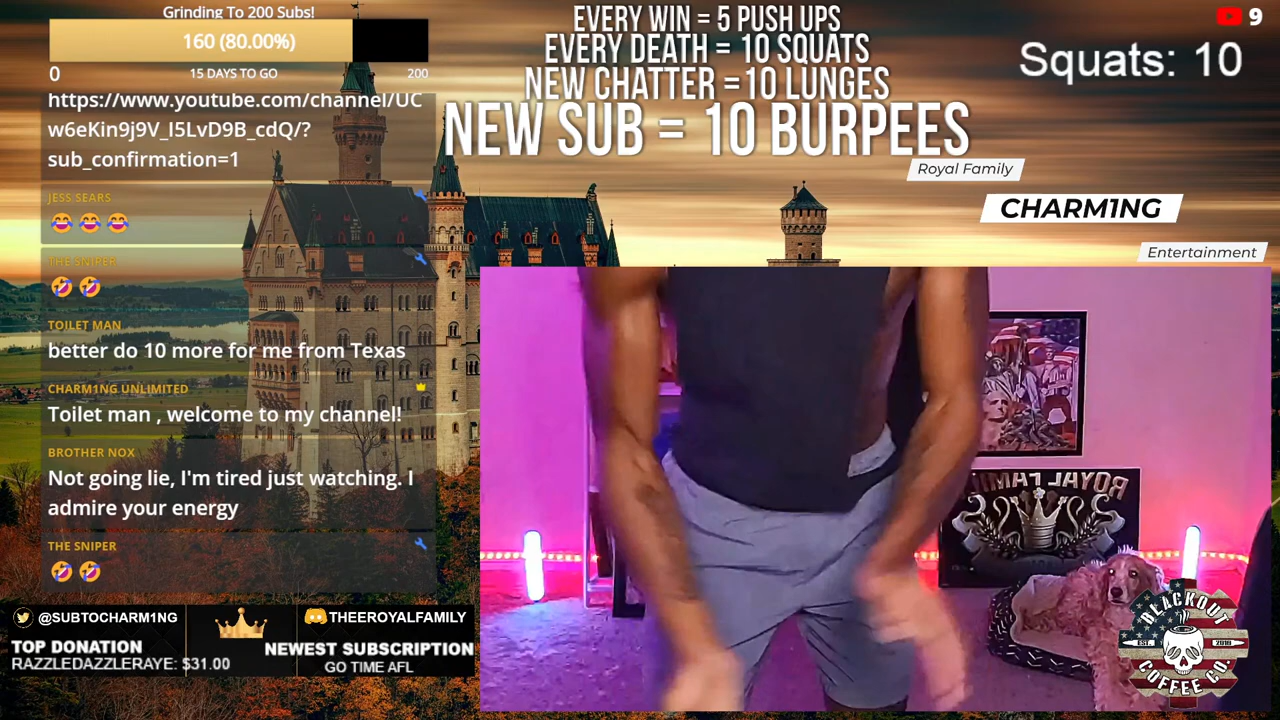 Grinding To 200 Subs!
160 (80.00%)
0
15 DAYS TO GO
200
https://www.youtube.com/channel/UC
w6eKin9j9V_I5LvD9B_cdQ/?
sub_confirmation=1
JESS SEARS
😂 😂 😂
THE SNIPER
🤣 🤣
TOILET MAN
better do 10 more for me from Texas
CHARM1NG UNLIMITED
Toilet man , welcome to my channel!
BROTHER NOX
Not going lie, I'm tired just watching. I
admire your energy
THE SNIPER
🤣 🤣
@SUBTOCHARM1NG
THEEROYALFAMILY
TOP DONATION
RAZZLEDAZZLERAYE: $31.00
NEWEST SUBSCRIPTION
GO TIME AFL
EVERY WIN = 5 PUSH UPS
EVERY DEATH = 10 SQUATS
NEW CHATTER =10 LUNGES
NEW SUB = 10 BURPEES
9
Squats: 10
Royal Family
CHARM1NG
Entertainment
ROYAL FAMI
BLACKOUT
EST. 2018
COFFEE CO.